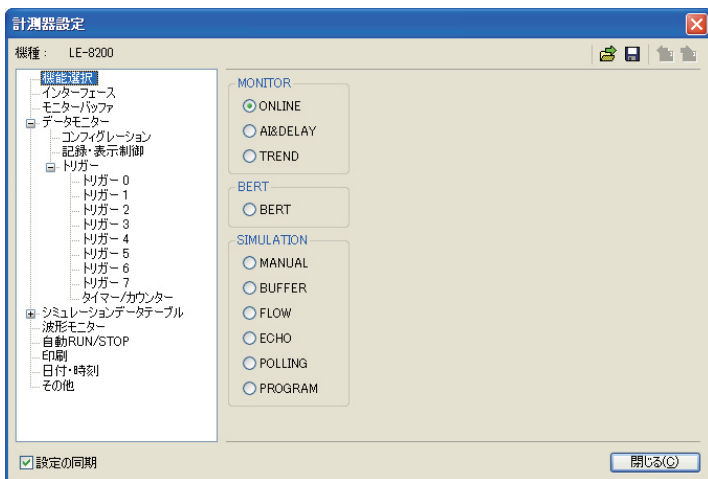 計測器設定
機種： LE-8200
機能選択
インターフェース
モニターバッファ
データモニター
コンフィグレーション
記録・表示制御
トリガー
トリガー 0
トリガー 1
トリガー 2
トリガー 3
トリガー 4
トリガー 5
トリガー 6
トリガー 7
タイマー/カウンター
シミュレーションデータテーブル
波形モニター
自動RUN/STOP
印刷
日付・時刻
その他
MONITOR
ONLINE
AI&DELAY
TREND
BERT
BERT
SIMULATION
MANUAL
BUFFER
FLOW
ECHO
POLLING
PROGRAM
設定の同期
閉じる(C)